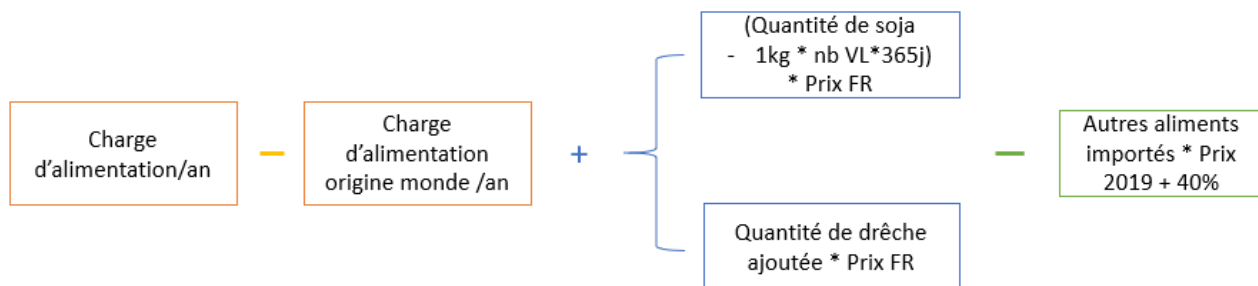 Charge
d'alimentation/an
—
Charge
d'alimentation
origine monde /an
+
(Quantité de soja
- 1kg * nb VL*365j)
* Prix FR
Quantité de drêche
ajoutée * Prix FR
—
Autres aliments
importés * Prix
2019 + 40%